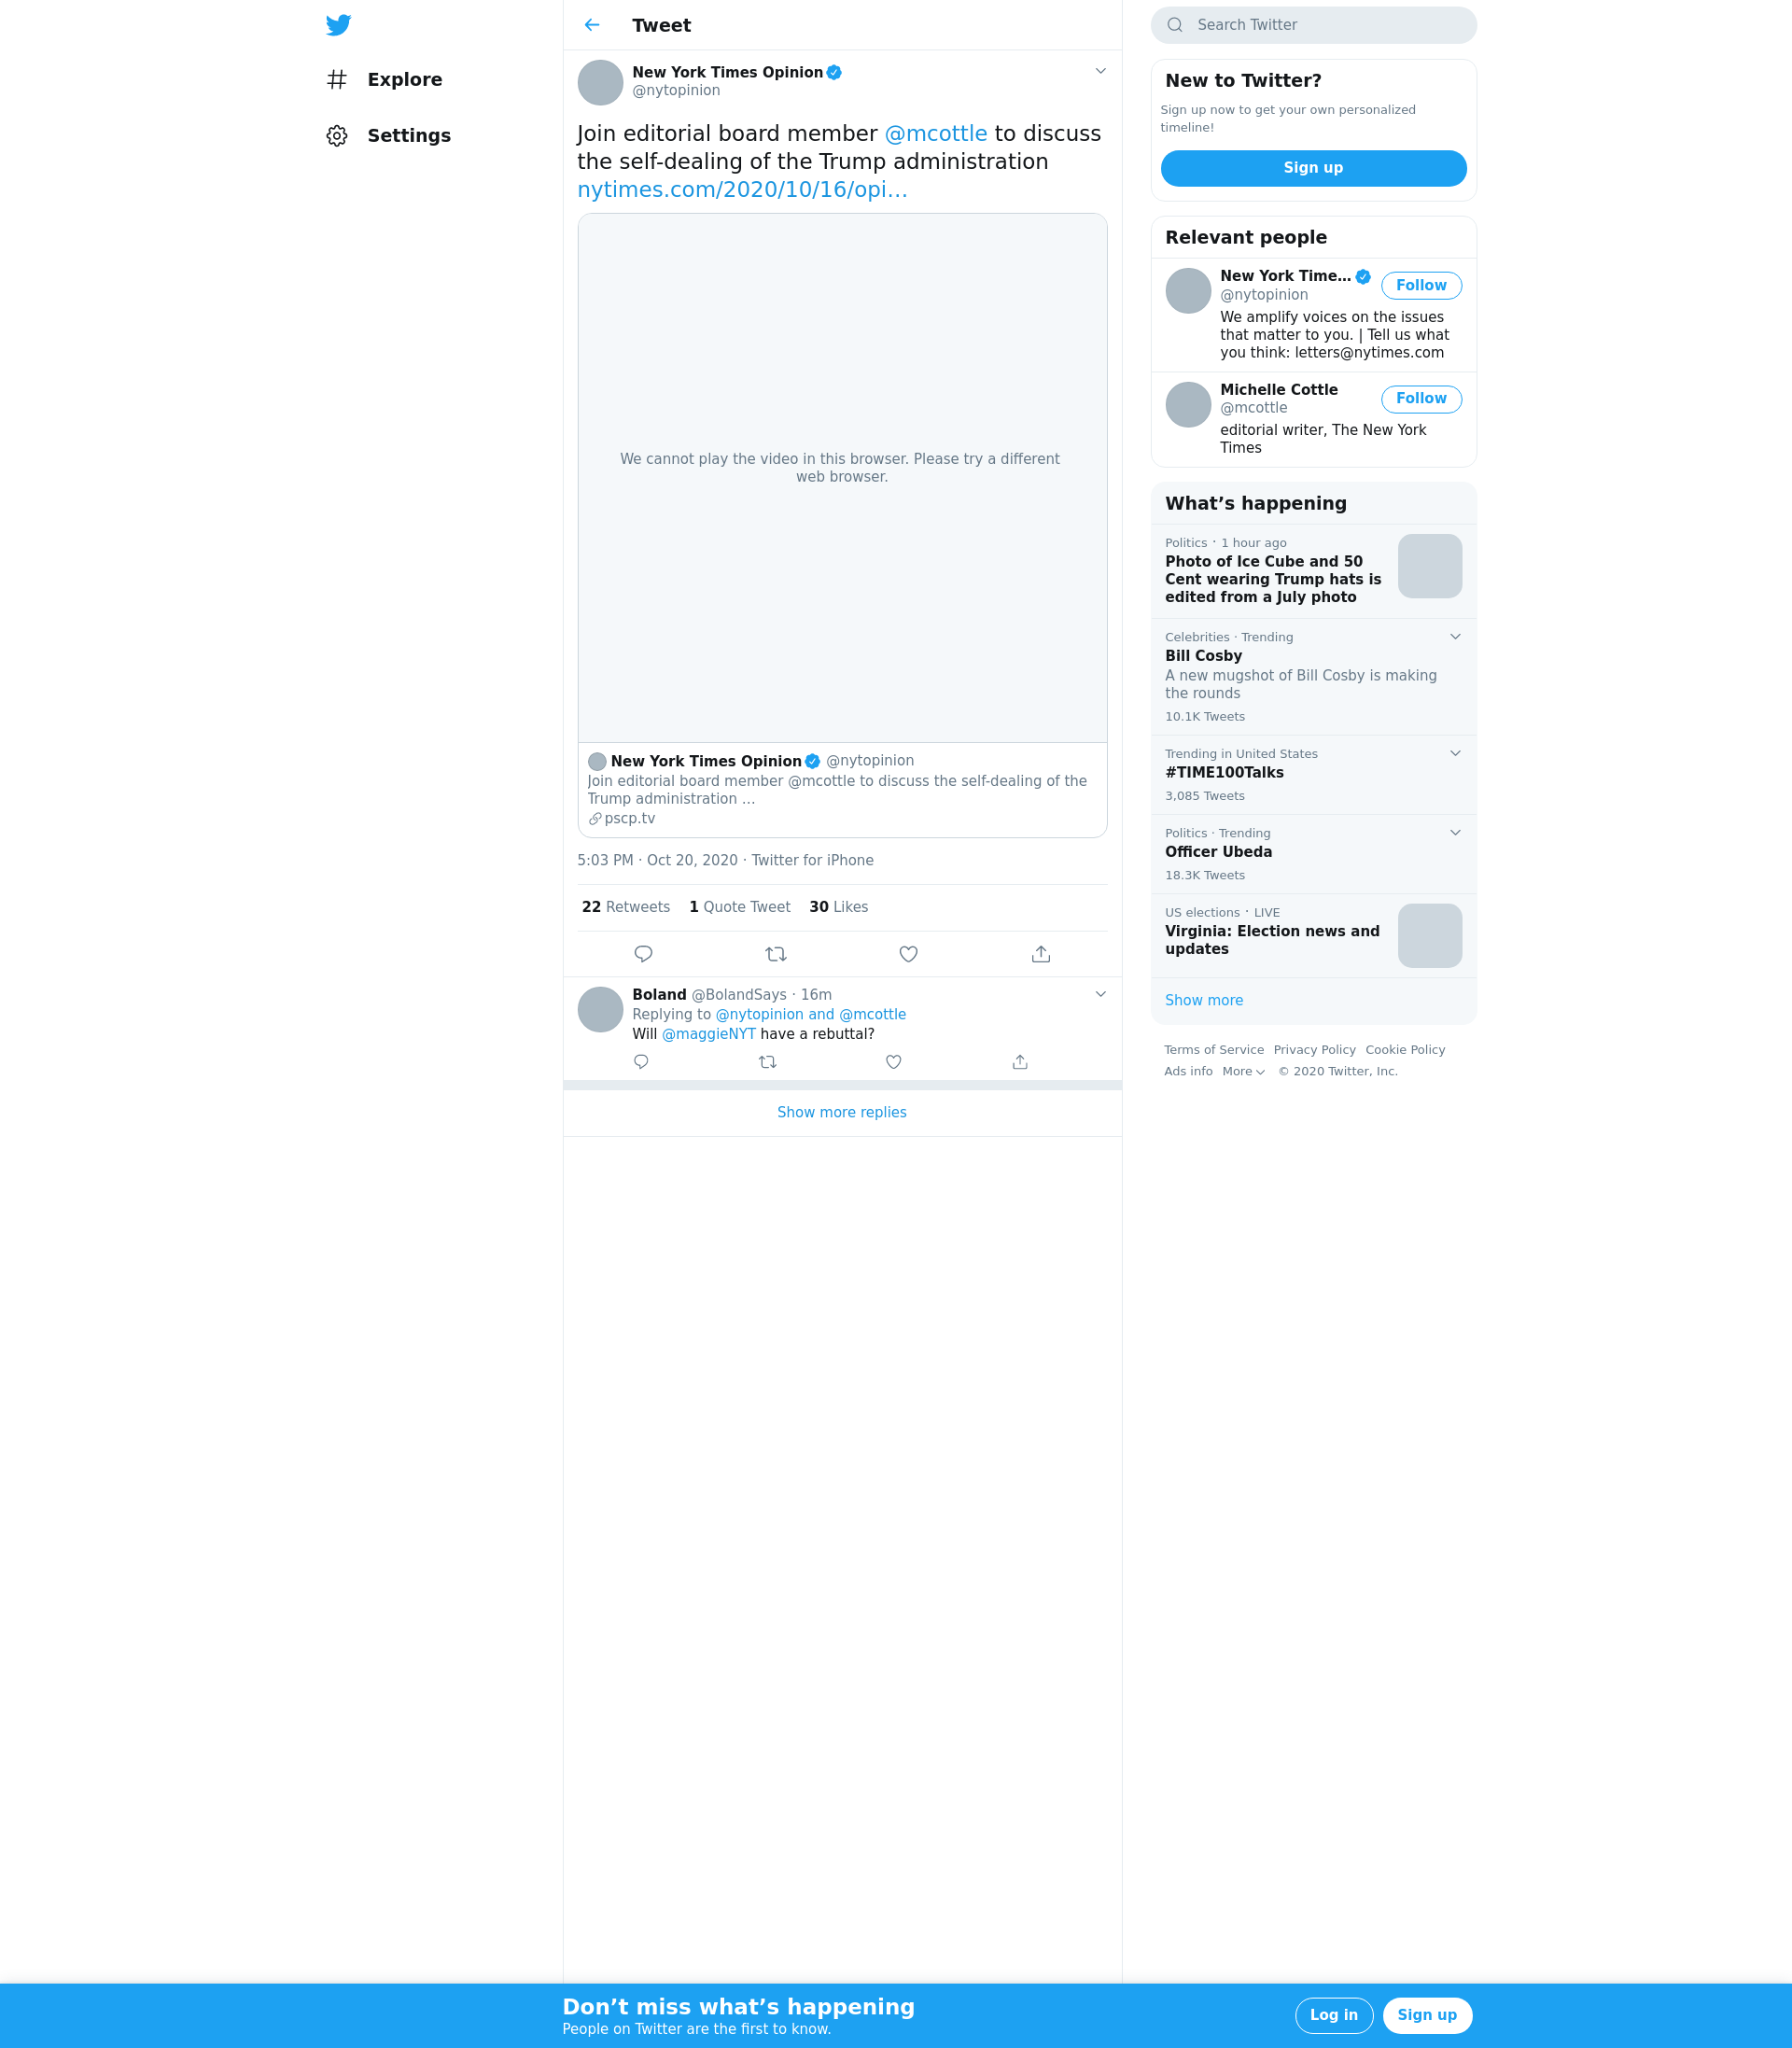 Explore
Settings
Tweet
New York Times Opinion
@nytopinion
Join editorial board member @mcottle to discuss
the self-dealing of the Trump administration
nytimes.com/2020/10/16/opi…
We cannot play the video in this browser. Please try a different
web browser.
New York Times Opinion @nytopinion
Join editorial board member @mcottle to discuss the self-dealing of the
Trump administration …
pscp.tv
5:03 PM · Oct 20, 2020 · Twitter for iPhone
22 Retweets 1 Quote Tweet 30 Likes
Boland @BolandSays · 16m
Replying to @nytopinion and @mcottle
Will @maggieNYT have a rebuttal?
Show more replies
Search Twitter
New to Twitter?
Sign up now to get your own personalized
timeline!
Sign up
Relevant people
New York Time…
Follow
@nytopinion
We amplify voices on the issues
that matter to you. | Tell us what
you think: letters@nytimes.com
Michelle Cottle
Follow
@mcottle
editorial writer, The New York
Times
What’s happening
Politics · 1 hour ago
Photo of Ice Cube and 50
Cent wearing Trump hats is
edited from a July photo
Celebrities · Trending
Bill Cosby
A new mugshot of Bill Cosby is making
the rounds
10.1K Tweets
Trending in United States
#TIME100Talks
3,085 Tweets
Politics · Trending
Officer Ubeda
18.3K Tweets
US elections · LIVE
Virginia: Election news and
updates
Show more
Terms of Service Privacy Policy Cookie Policy
Ads info More © 2020 Twitter, Inc.
Don’t miss what’s happening
People on Twitter are the first to know.
Log in
Sign up